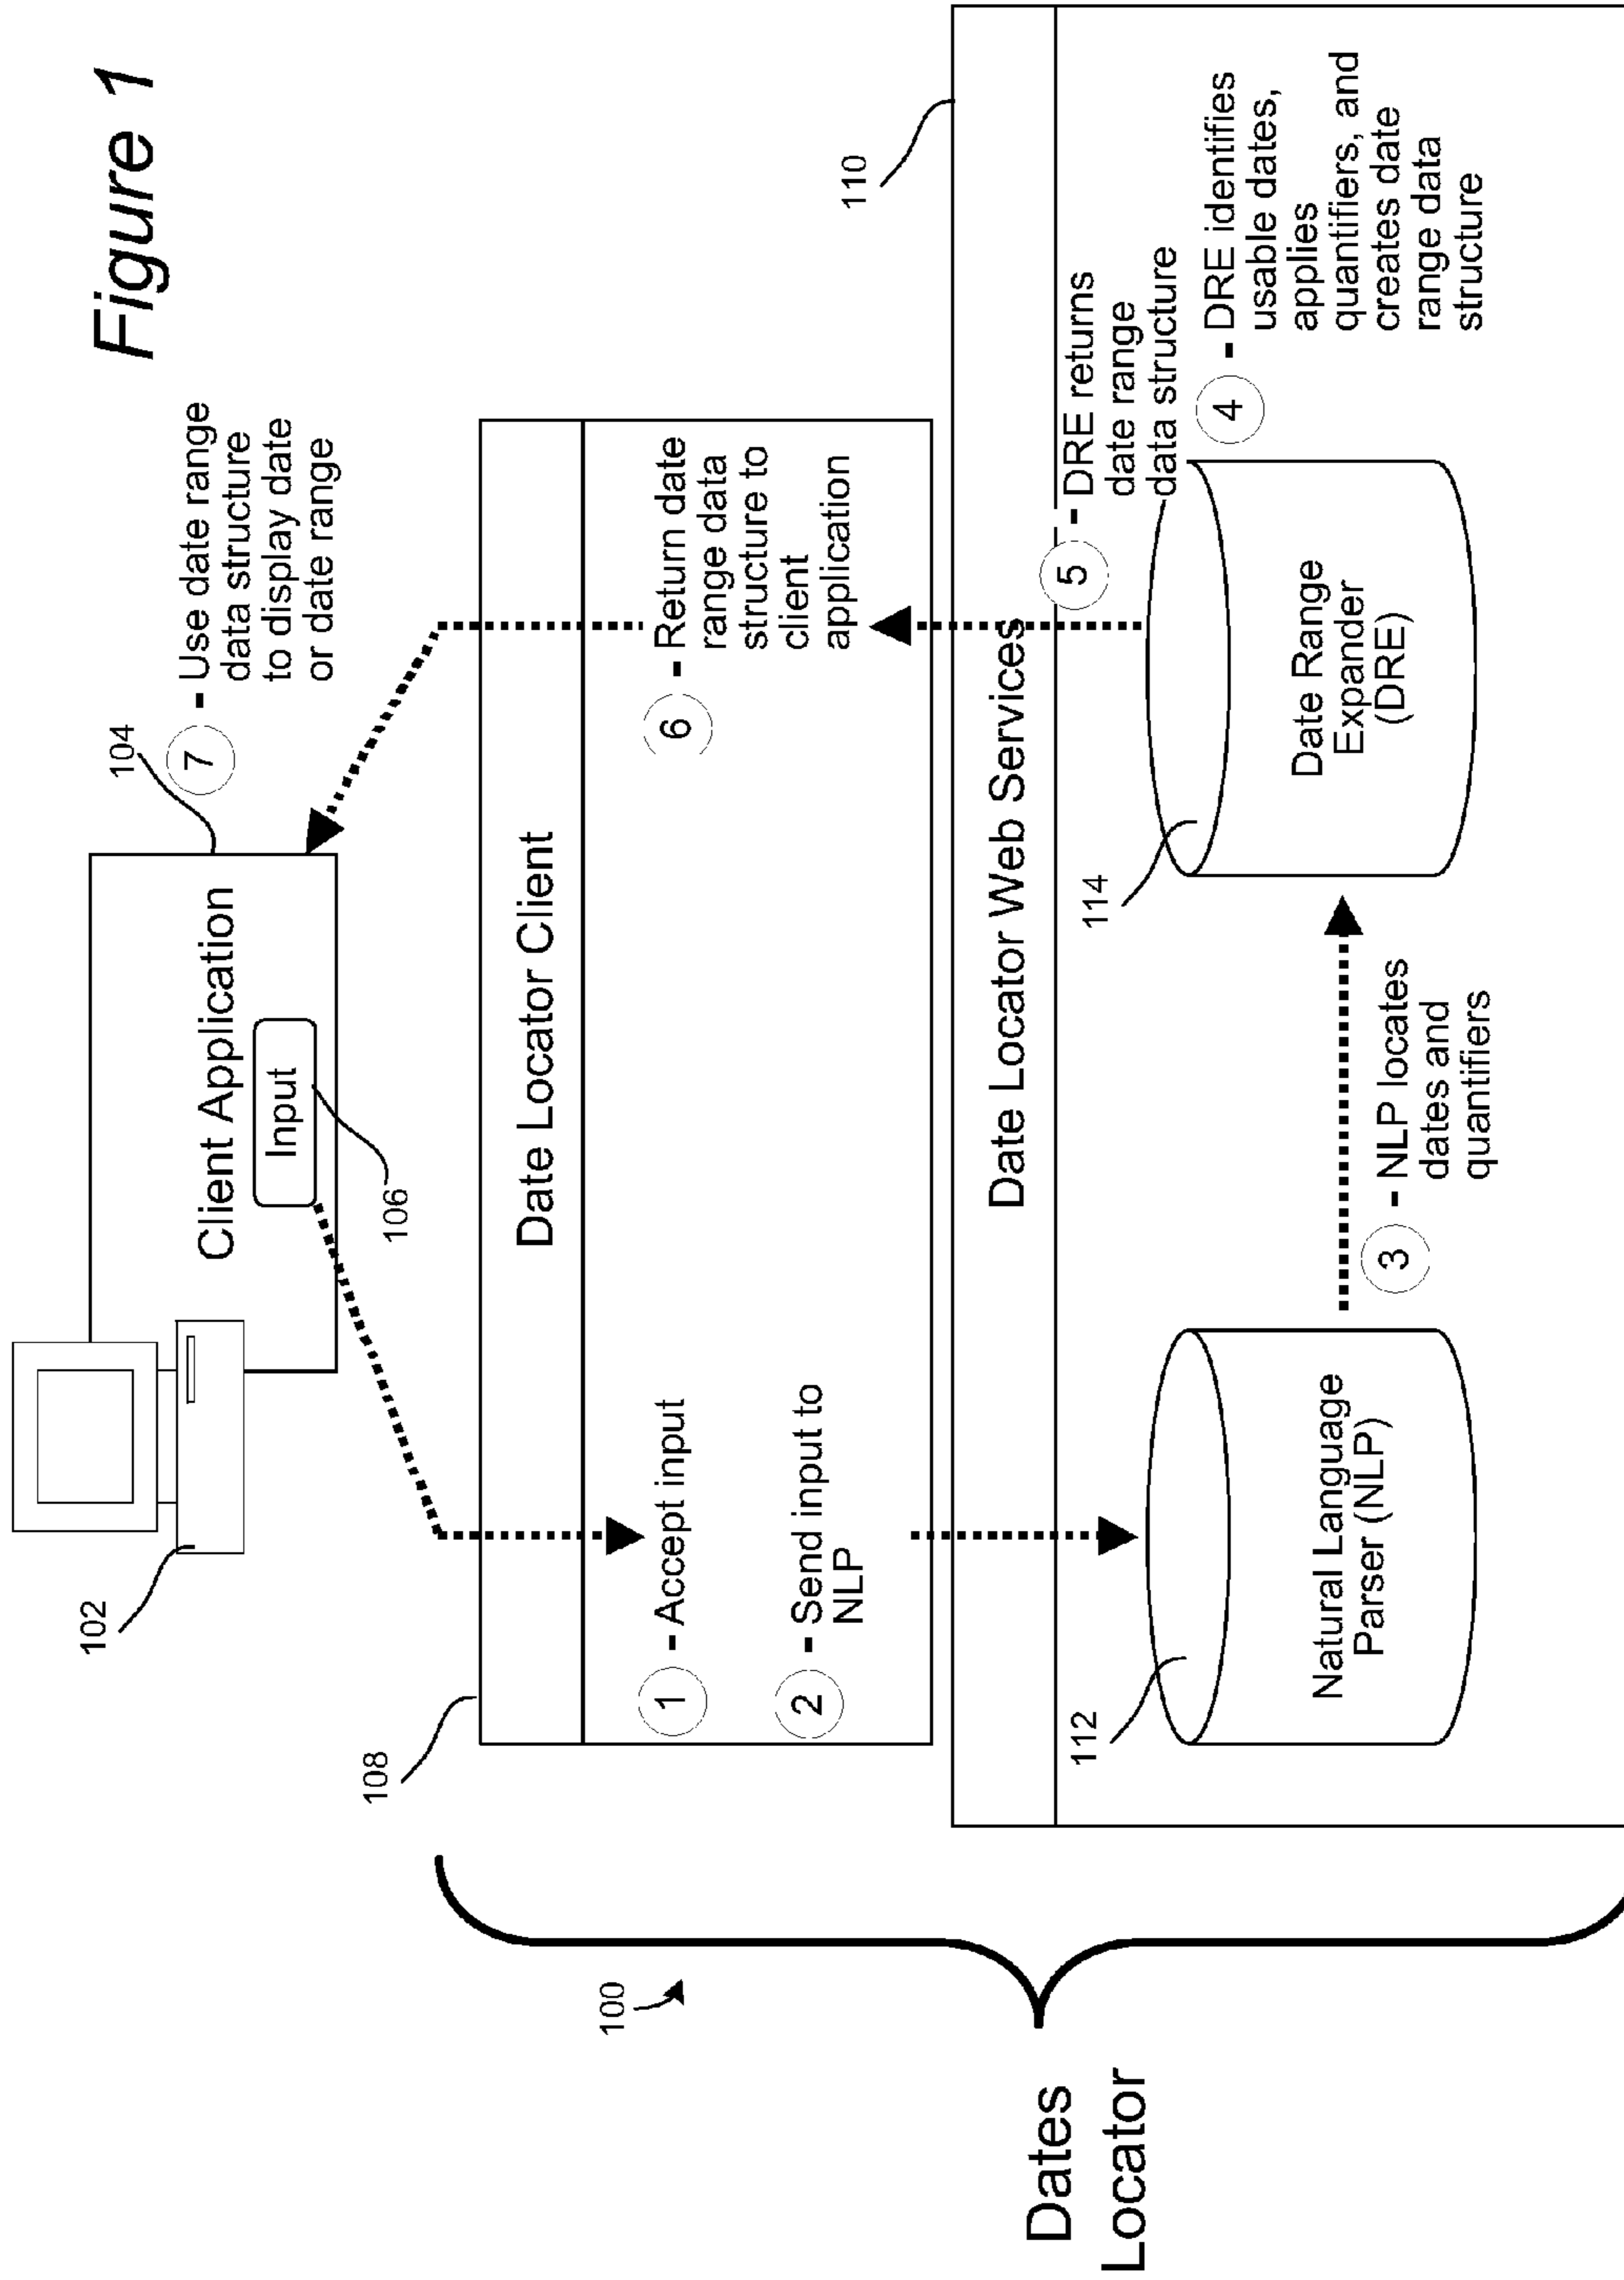 Figure 1
102
104
Client Application
Input
106
7 - Use date range
data structure
to display date
or date range
108
Date Locator Client
1 - Accept input
2 - Send input to
NLP
6 - Return date
range data
structure to
client
application
100
Dates
Locator
110
Date Locator Web Services
5 - DRE returns
date range
data structure
112
Natural Language
Parser (NLP)
3 - NLP locates
dates and
quantifiers
114
Date Range
Expander
(DRE)
4 - DRE identifies
usable dates,
applies
quantifiers, and
creates date
range data
structure